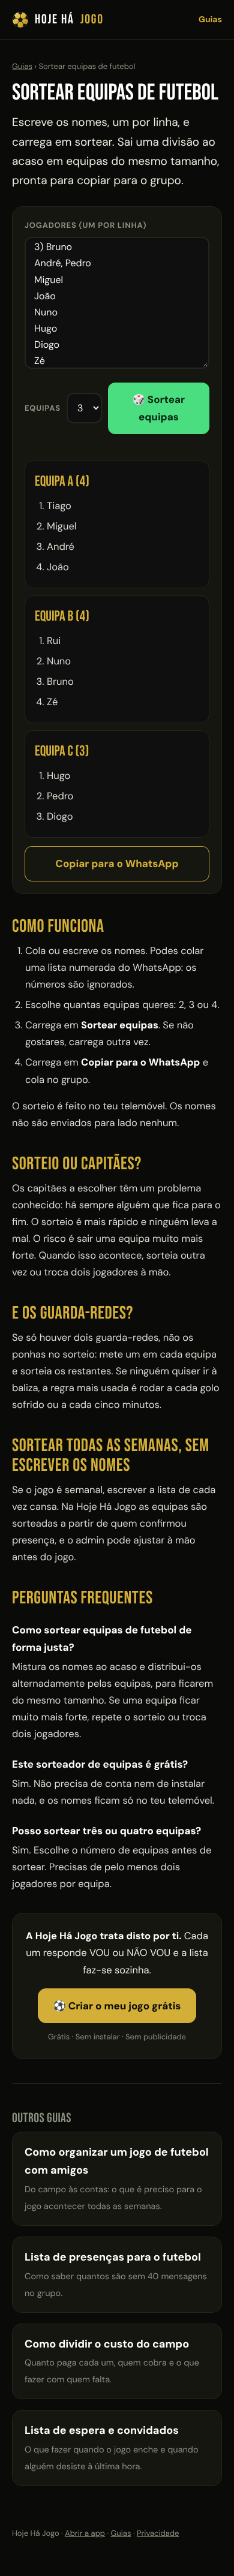 HOJE HÁ JOGO
Guias
Guias › Sortear equipas de futebol
SORTEAR EQUIPAS DE FUTEBOL
Escreve os nomes, um por linha, e
carrega em sortear. Sai uma divisão ao
acaso em equipas do mesmo tamanho,
pronta para copiar para o grupo.
JOGADORES (UM POR LINHA)
3) Bruno
André, Pedro
Miguel
João
Nuno
Hugo
Diogo
Zé
EQUIPAS
3
🎲 Sortear
equipas
EQUIPA A (4)
1. Tiago
2. Miguel
3. André
4. João
EQUIPA B (4)
1. Rui
2. Nuno
3. Bruno
4. Zé
EQUIPA C (3)
1. Hugo
2. Pedro
3. Diogo
Copiar para o WhatsApp
COMO FUNCIONA
1. Cola ou escreve os nomes. Podes colar
uma lista numerada do WhatsApp: os
números são ignorados.
2. Escolhe quantas equipas queres: 2, 3 ou 4.
3. Carrega em Sortear equipas. Se não
gostares, carrega outra vez.
4. Carrega em Copiar para o WhatsApp e
cola no grupo.
O sorteio é feito no teu telemóvel. Os nomes
não são enviados para lado nenhum.
SORTEIO OU CAPITÃES?
Os capitães a escolher têm um problema
conhecido: há sempre alguém que fica para o
fim. O sorteio é mais rápido e ninguém leva a
mal. O risco é sair uma equipa muito mais
forte. Quando isso acontece, sorteia outra
vez ou troca dois jogadores à mão.
E OS GUARDA-REDES?
Se só houver dois guarda-redes, não os
ponhas no sorteio: mete um em cada equipa
e sorteia os restantes. Se ninguém quiser ir à
baliza, a regra mais usada é rodar a cada golo
sofrido ou a cada cinco minutos.
SORTEAR TODAS AS SEMANAS, SEM
ESCREVER OS NOMES
Se o jogo é semanal, escrever a lista de cada
vez cansa. Na Hoje Há Jogo as equipas são
sorteadas a partir de quem confirmou
presença, e o admin pode ajustar à mão
antes do jogo.
PERGUNTAS FREQUENTES
Como sortear equipas de futebol de
forma justa?
Mistura os nomes ao acaso e distribui-os
alternadamente pelas equipas, para ficarem
do mesmo tamanho. Se uma equipa ficar
muito mais forte, repete o sorteio ou troca
dois jogadores.
Este sorteador de equipas é grátis?
Sim. Não precisa de conta nem de instalar
nada, e os nomes ficam só no teu telemóvel.
Posso sortear três ou quatro equipas?
Sim. Escolhe o número de equipas antes de
sortear. Precisas de pelo menos dois
jogadores por equipa.
A Hoje Há Jogo trata disto por ti. Cada
um responde VOU ou NÃO VOU e a lista
faz-se sozinha.
⚽ Criar o meu jogo grátis
Grátis · Sem instalar · Sem publicidade
OUTROS GUIAS
Como organizar um jogo de futebol
com amigos
Do campo às contas: o que é preciso para o
jogo acontecer todas as semanas.
Lista de presenças para o futebol
Como saber quantos são sem 40 mensagens
no grupo.
Como dividir o custo do campo
Quanto paga cada um, quem cobra e o que
fazer com quem falta.
Lista de espera e convidados
O que fazer quando o jogo enche e quando
alguém desiste à última hora.
Hoje Há Jogo · Abrir a app · Guias · Privacidade